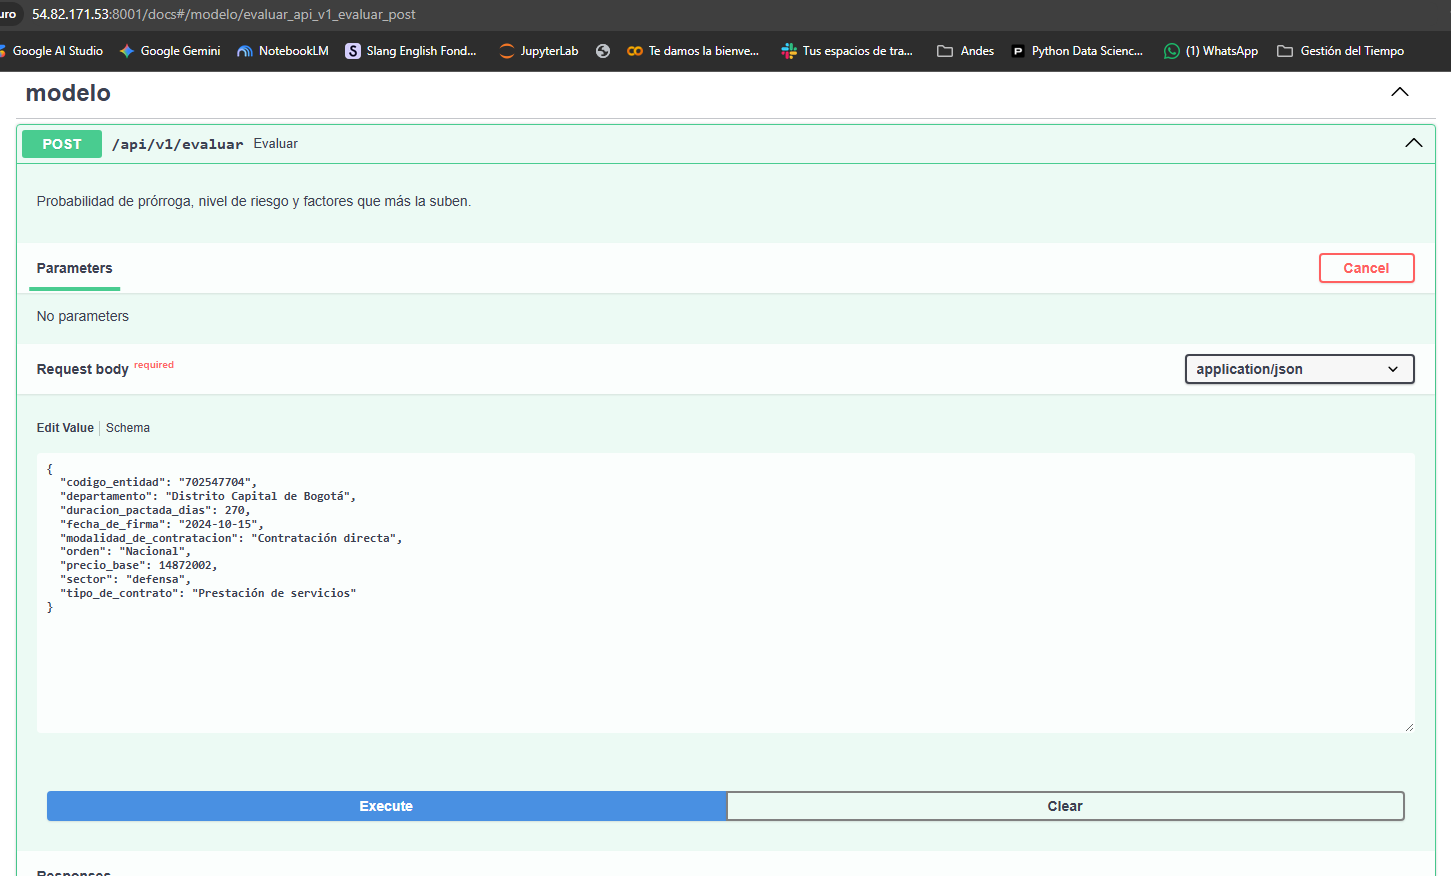 uro 54.82.171.53:8001/docs#/modelo/evaluar_api_v1_evaluar_post
Google AI Studio Google Gemini NotebookLM S Slang English Fond... JupyterLab Te damos la bienve... Tus espacios de tra... Andes P Python Data Scienc... (1) WhatsApp Gestión del Tiempo
modelo
POST /api/v1/evaluar Evaluar
Probabilidad de prórroga, nivel de riesgo y factores que más la suben.
Parameters Cancel
No parameters
Request body required application/json
Edit Value Schema
{
"codigo_entidad": "702547704",
"departamento": "Distrito Capital de Bogotá",
"duracion_pactada_dias": 270,
"fecha_de_firma": "2024-10-15",
"modalidad_de_contratacion": "Contratación directa",
"orden": "Nacional",
"precio_base": 14872002,
"sector": "defensa",
"tipo_de_contrato": "Prestación de servicios"
}
Execute Clear
Responses